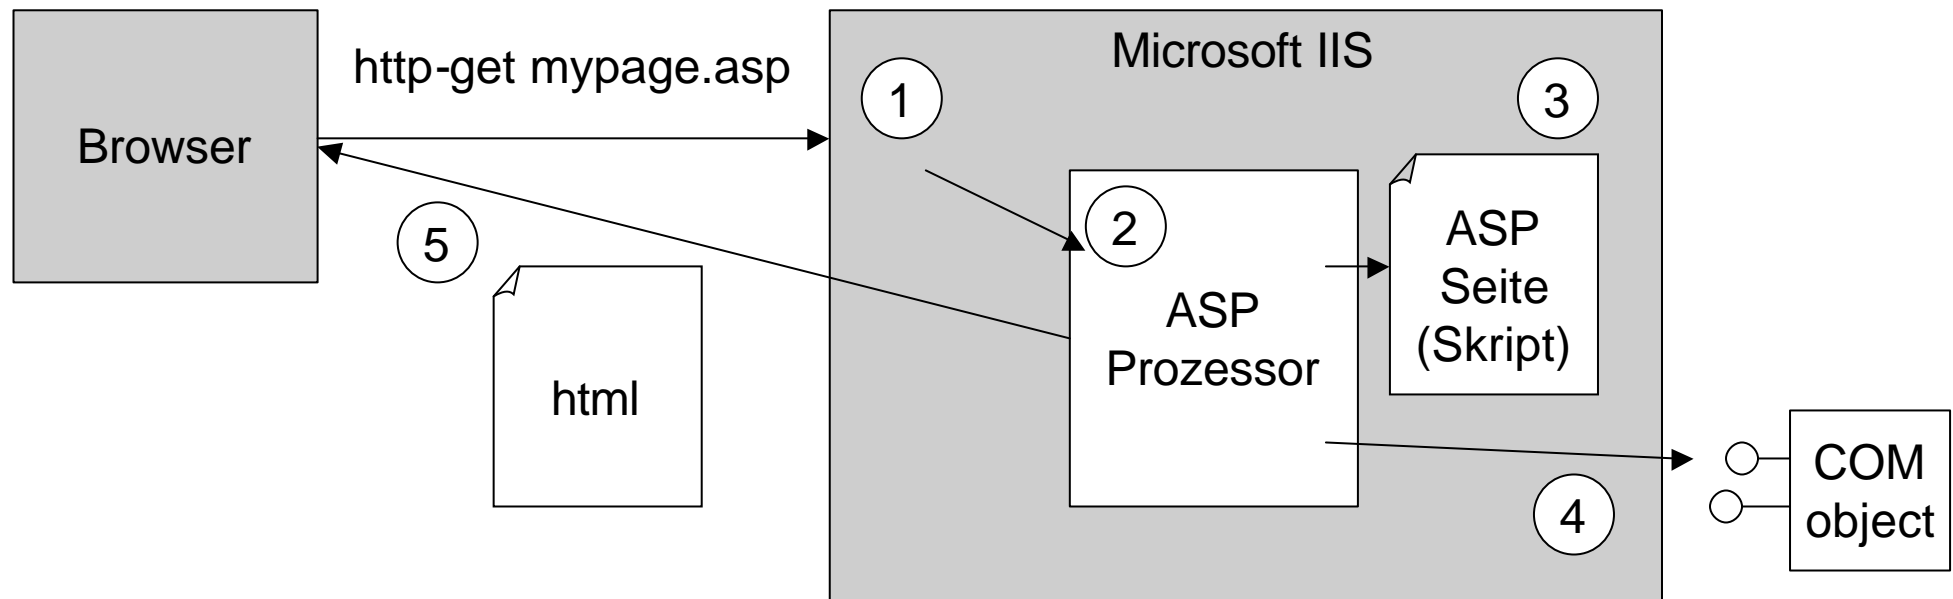 Browser
http-get mypage.asp
Microsoft IIS
1
3
2
5
ASP
Seite
(Skript)
ASP
Prozessor
html
4
COM
object